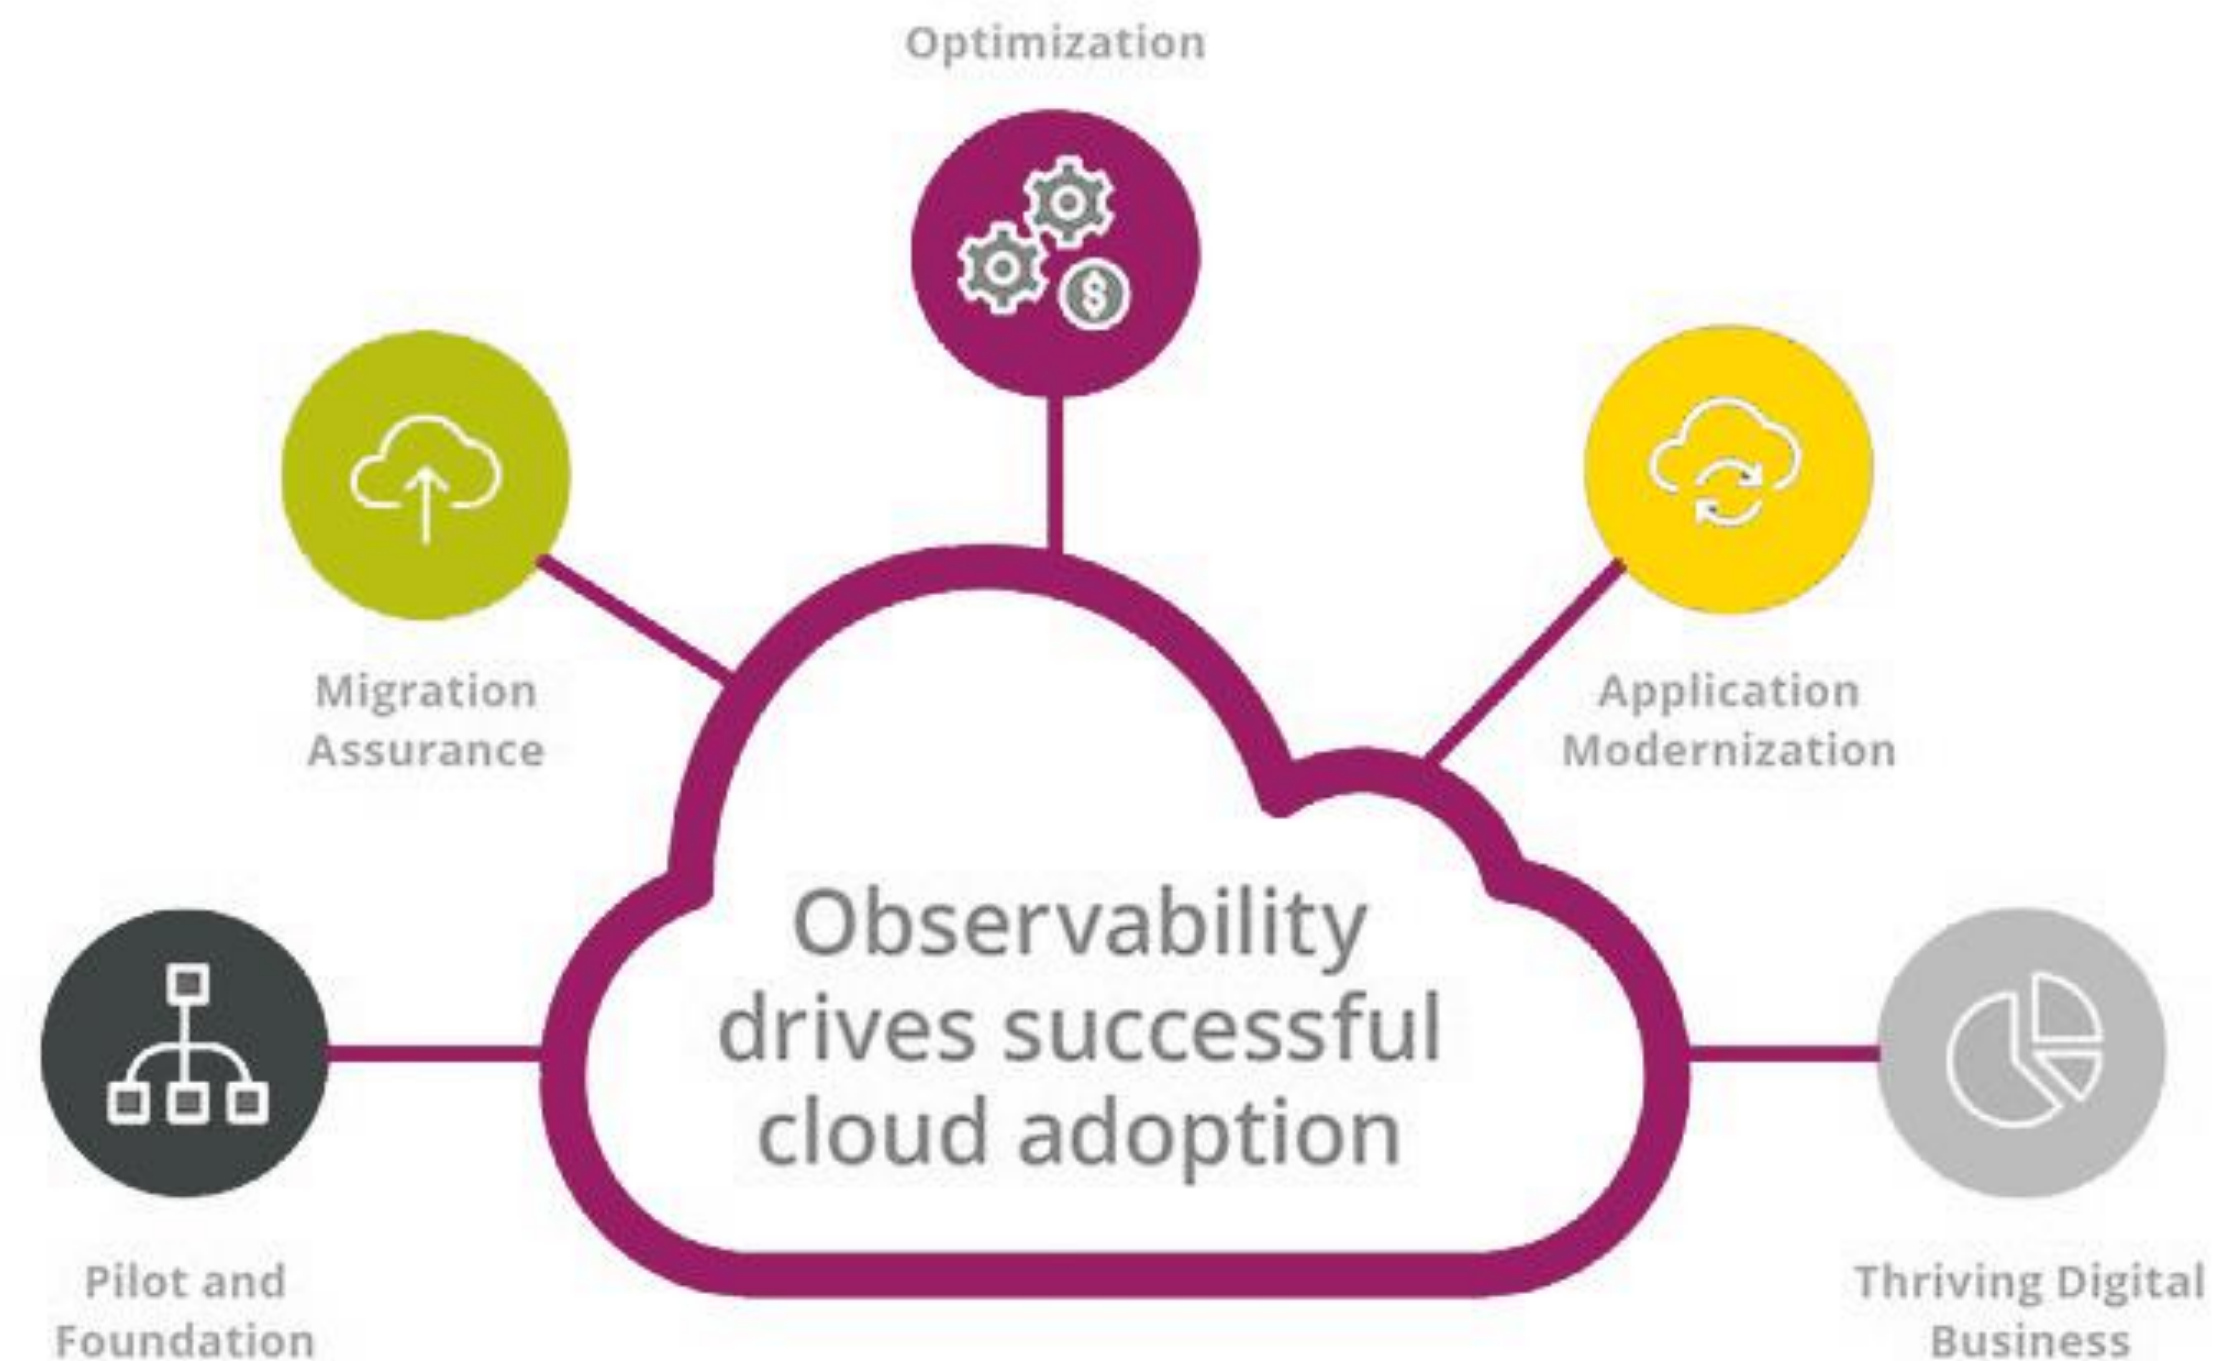 Optimization
$
Migration
Assurance
Application
Modernization
Observability
drives successful
cloud adoption
Pilot and
Foundation
Thriving Digital
Business